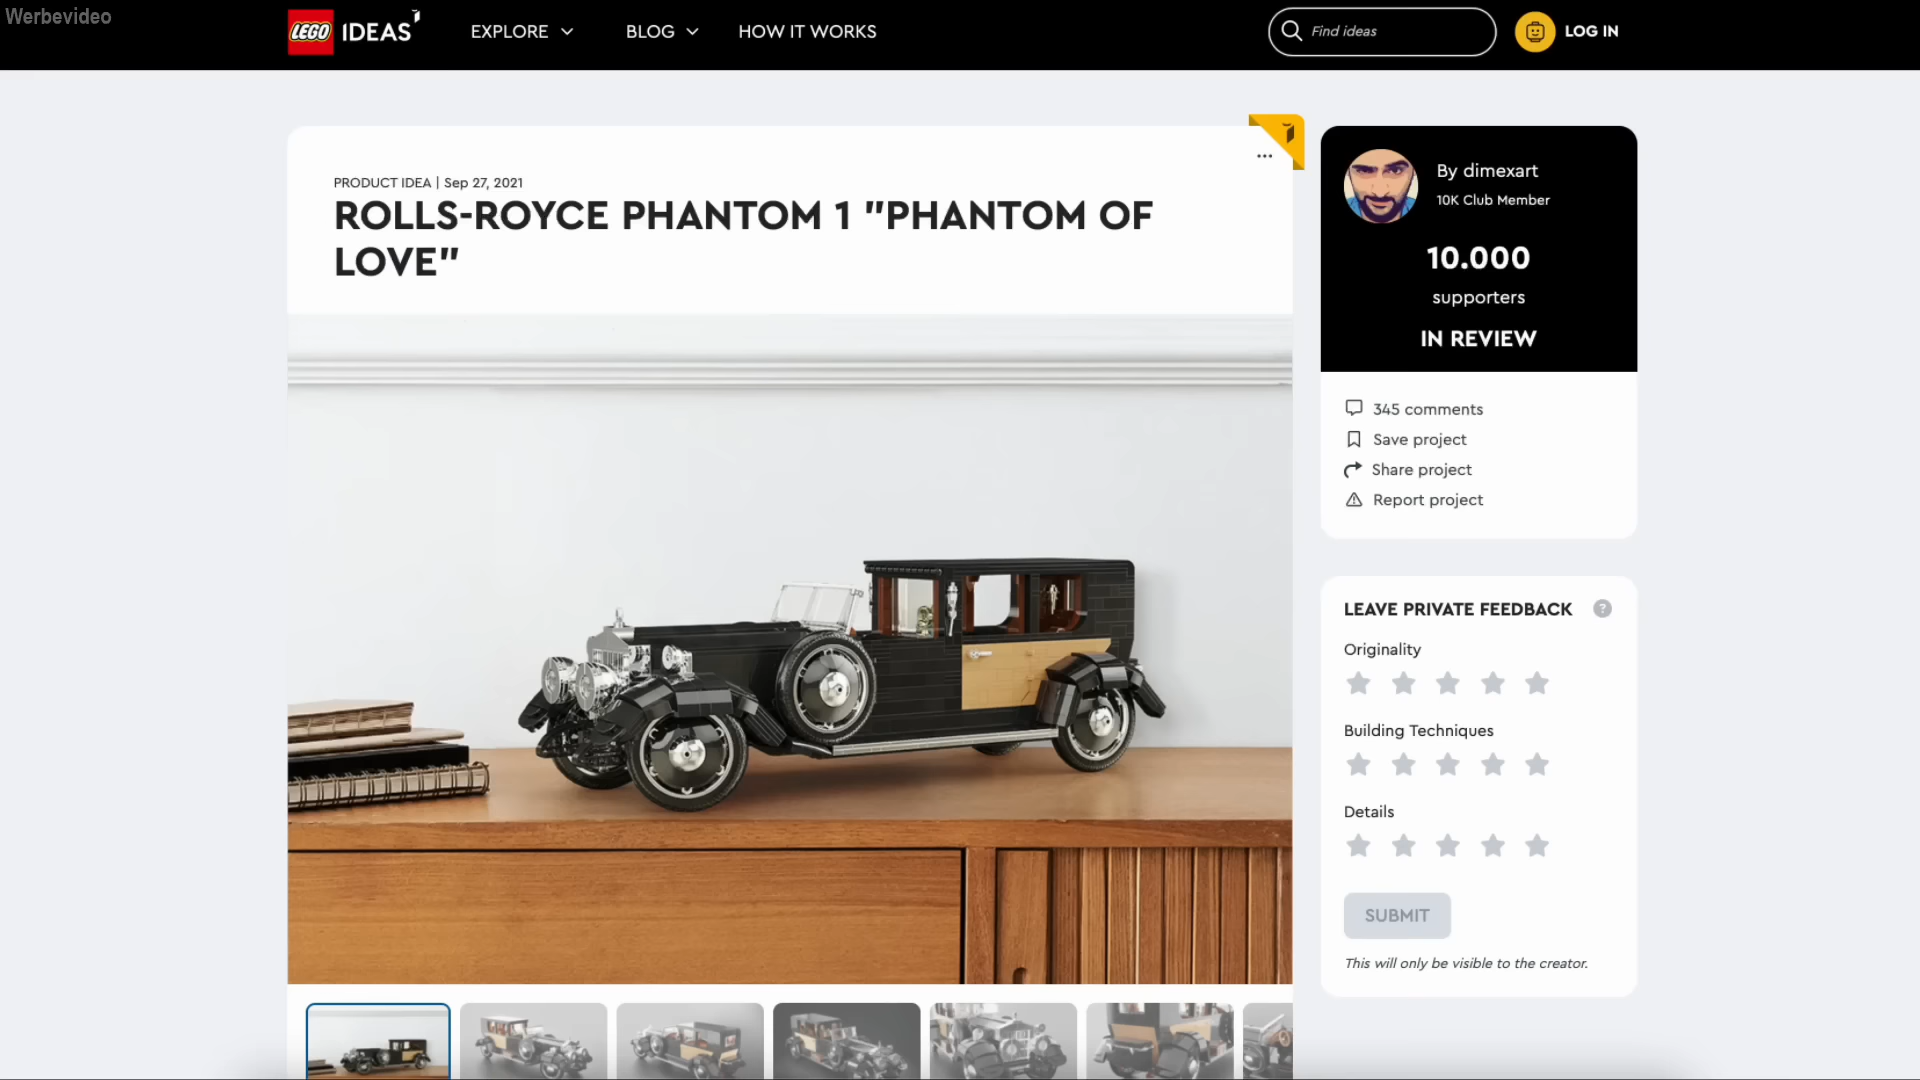 Werbevideo
LEGO IDEAS
EXPLORE
BLOG
HOW IT WORKS
Find ideas
LOG IN
PRODUCT IDEA | Sep 27, 2021
ROLLS-ROYCE PHANTOM 1 "PHANTOM OF
LOVE"
By dimexart
10K Club Member
10.000
supporters
IN REVIEW
345 comments
Save project
Share project
Report project
LEAVE PRIVATE FEEDBACK ?
Originality
Building Techniques
Details
SUBMIT
This will only be visible to the creator.